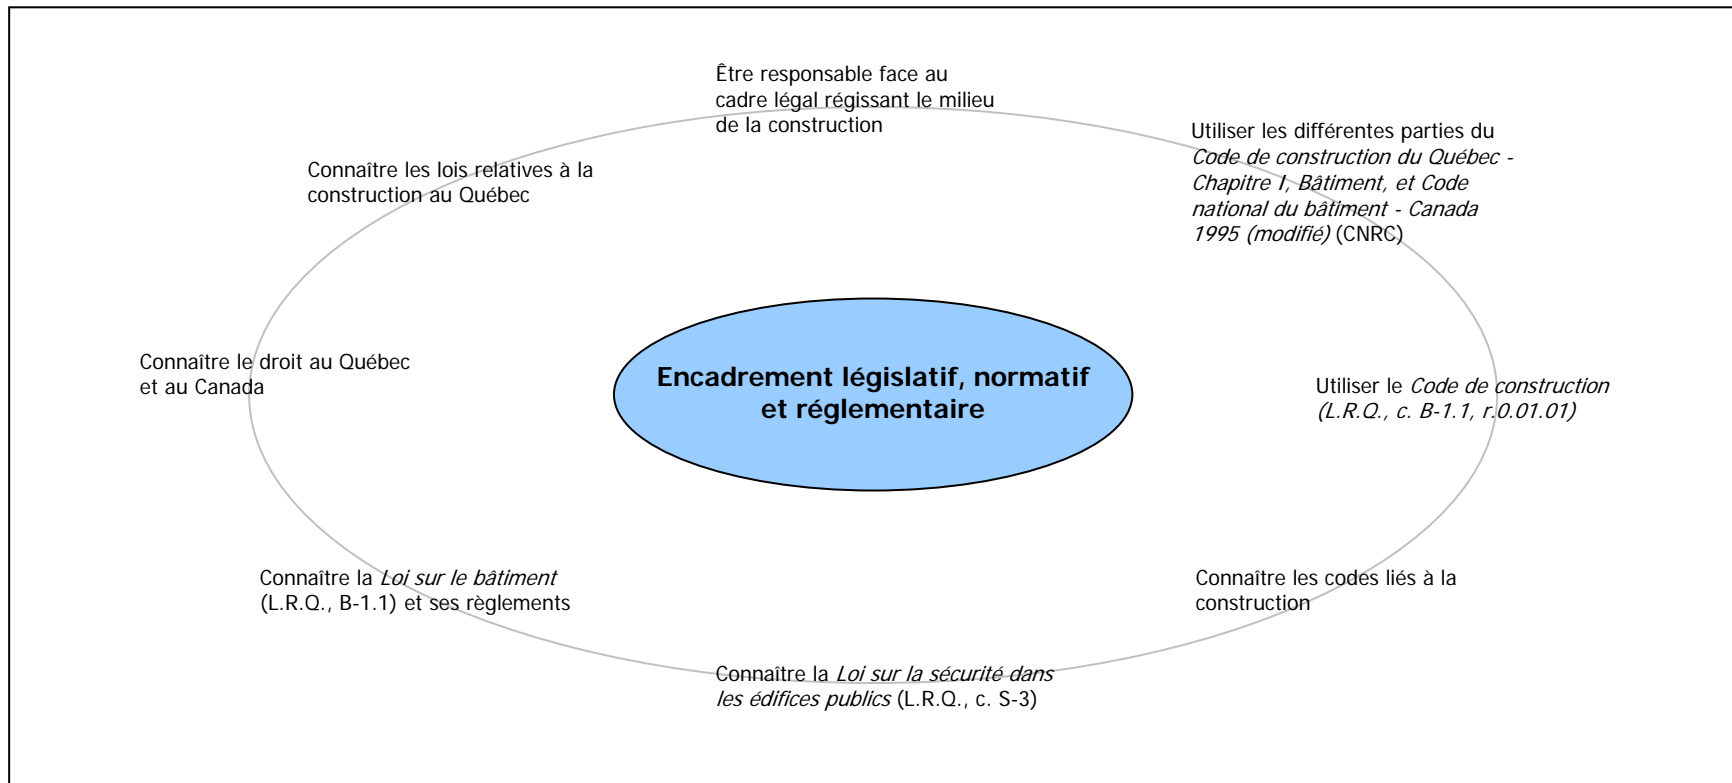 Être responsable face au
cadre légal régissant le milieu
de la construction
Utiliser les différentes parties du
Code de construction du Québec -
Chapitre I, Bâtiment, et Code
national du bâtiment - Canada
1995 (modifié) (CNRC)
Connaître les lois relatives à la
construction au Québec
Connaître le droit au Québec
et au Canada
Encadrement législatif, normatif
et réglementaire
Utiliser le Code de construction
(L.R.Q., c. B-1.1, r.0.01.01)
Connaître la Loi sur le bâtiment
(L.R.Q., B-1.1) et ses règlements
Connaître les codes liés à la
construction
Connaître la Loi sur la sécurité dans
les édifices publics (L.R.Q., c. S-3)